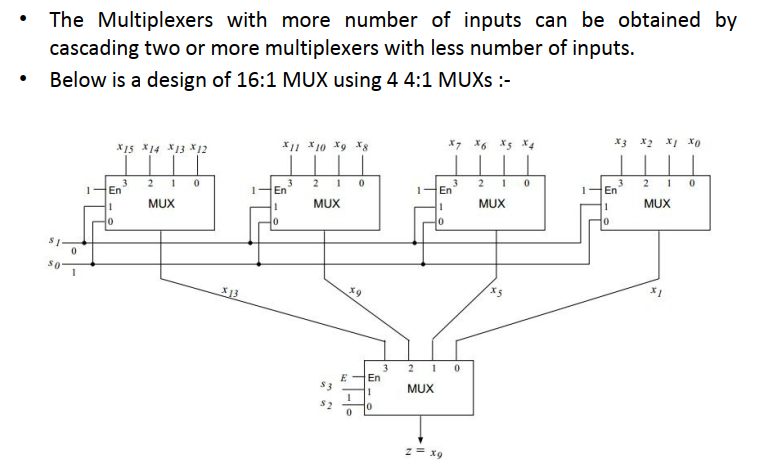 • The Multiplexers with more number of inputs can be obtained by
cascading two or more multiplexers with less number of inputs.
• Below is a design of 16:1 MUX using 4 4:1 MUXs :-
x15 x14 x13 x12
x11 x10 x9 x8
x7 x6 x5 x4
x3 x2 x1 x0
1 En 3 2 1 0
1 En 3 2 1 0
1 En 3 2 1 0
1 En 3 2 1 0
1 MUX
1 MUX
1 MUX
1 MUX
0
0
0
0
s1 0
s0 1
x13
x9
x5
x1
3 2 1 0
E En
s3 1 1 MUX
s2 0 0
z = x9